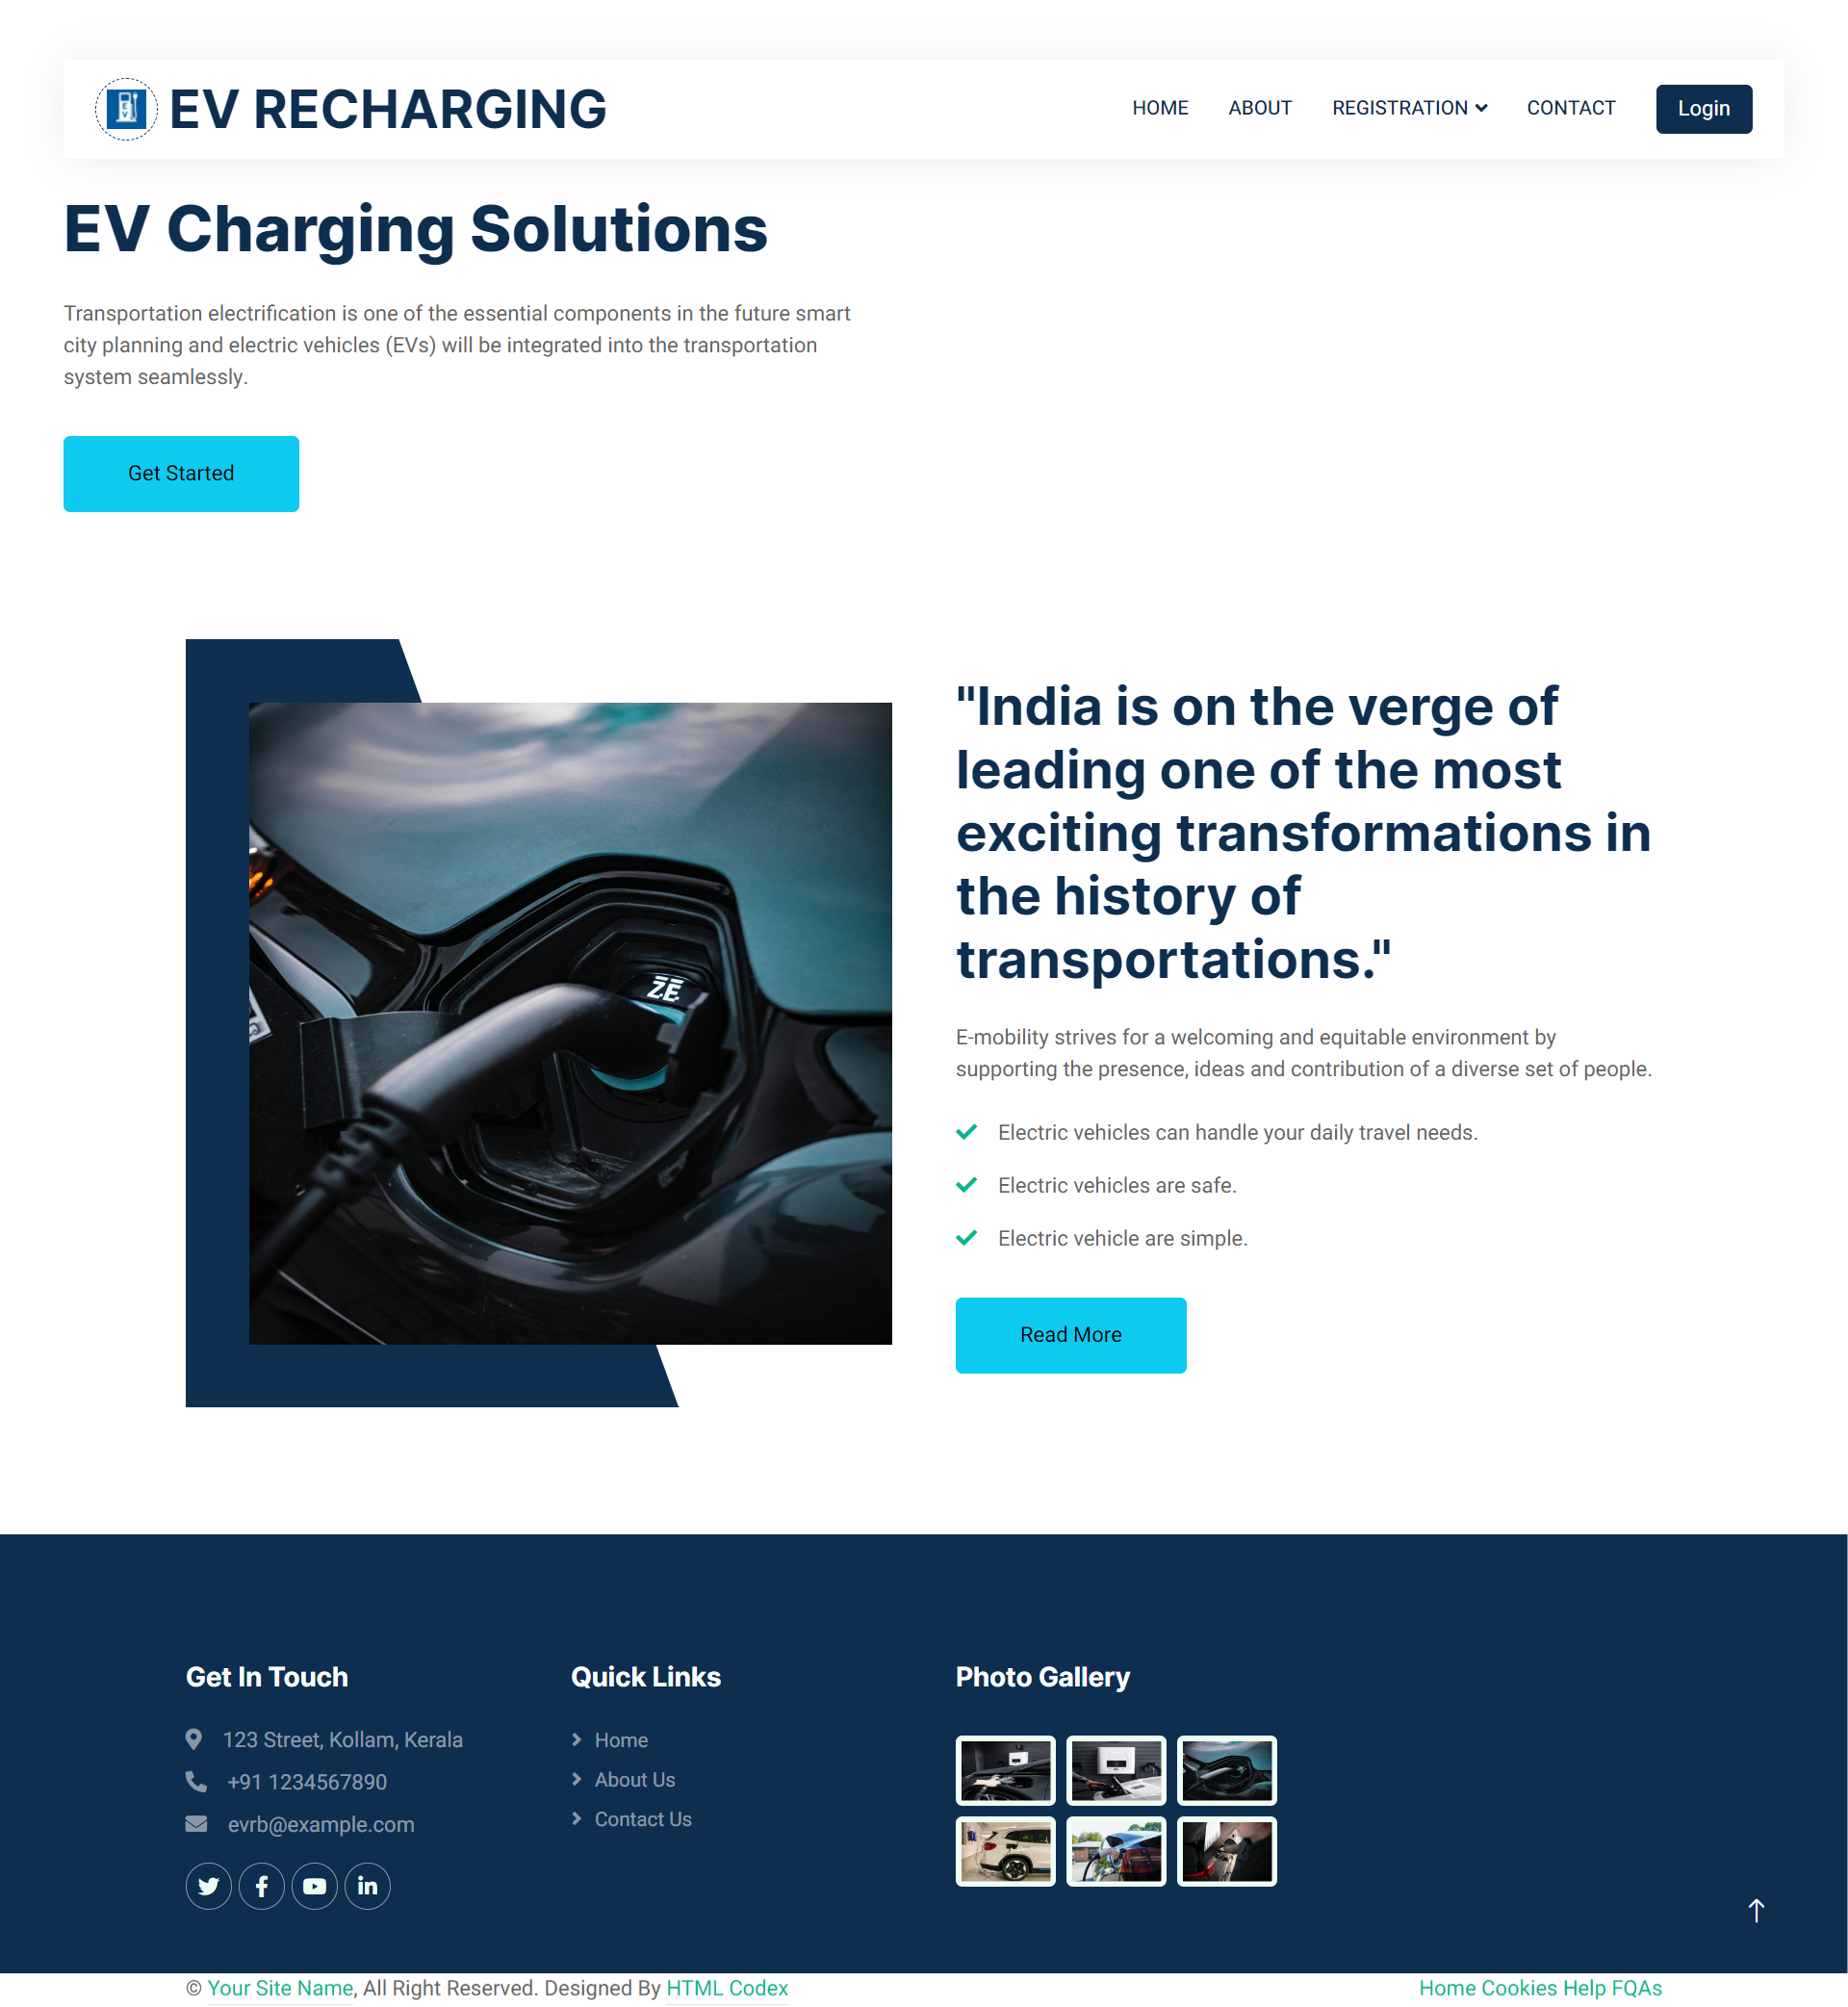 EV RECHARGING
HOME ABOUT REGISTRATION CONTACT Login
EV Charging Solutions
Transportation electrification is one of the essential components in the future smart
city planning and electric vehicles (EVs) will be integrated into the transportation
system seamlessly.
Get Started
ZE
"India is on the verge of
leading one of the most
exciting transformations in
the history of
transportations."
E-mobility strives for a welcoming and equitable environment by
supporting the presence, ideas and contribution of a diverse set of people.
Electric vehicles can handle your daily travel needs.
Electric vehicles are safe.
Electric vehicle are simple.
Read More
Get In Touch
123 Street, Kollam, Kerala
+91 1234567890
evrb@example.com
Quick Links
Home
About Us
Contact Us
Photo Gallery
© Your Site Name, All Right Reserved. Designed By HTML Codex
Home Cookies Help FQAs